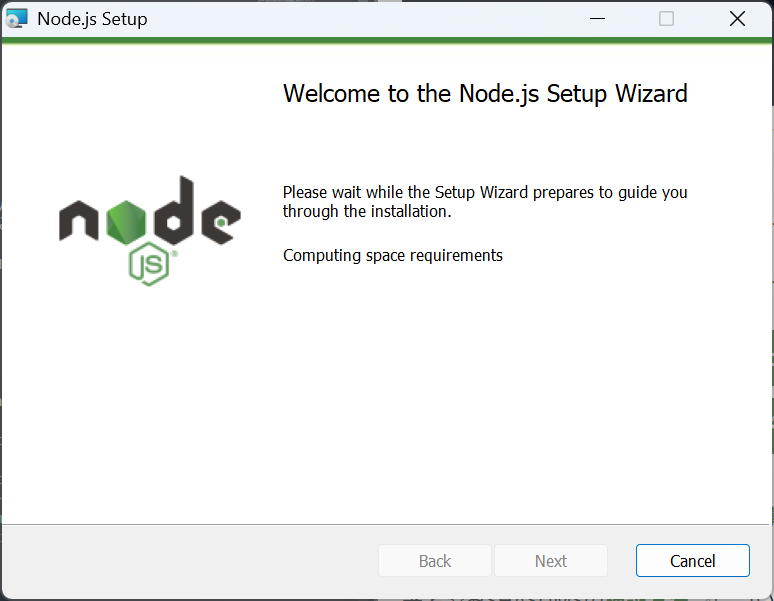 Node.js Setup
Welcome to the Node.js Setup Wizard
node
JS®
Please wait while the Setup Wizard prepares to guide you
through the installation.
Computing space requirements
Back
Next
Cancel